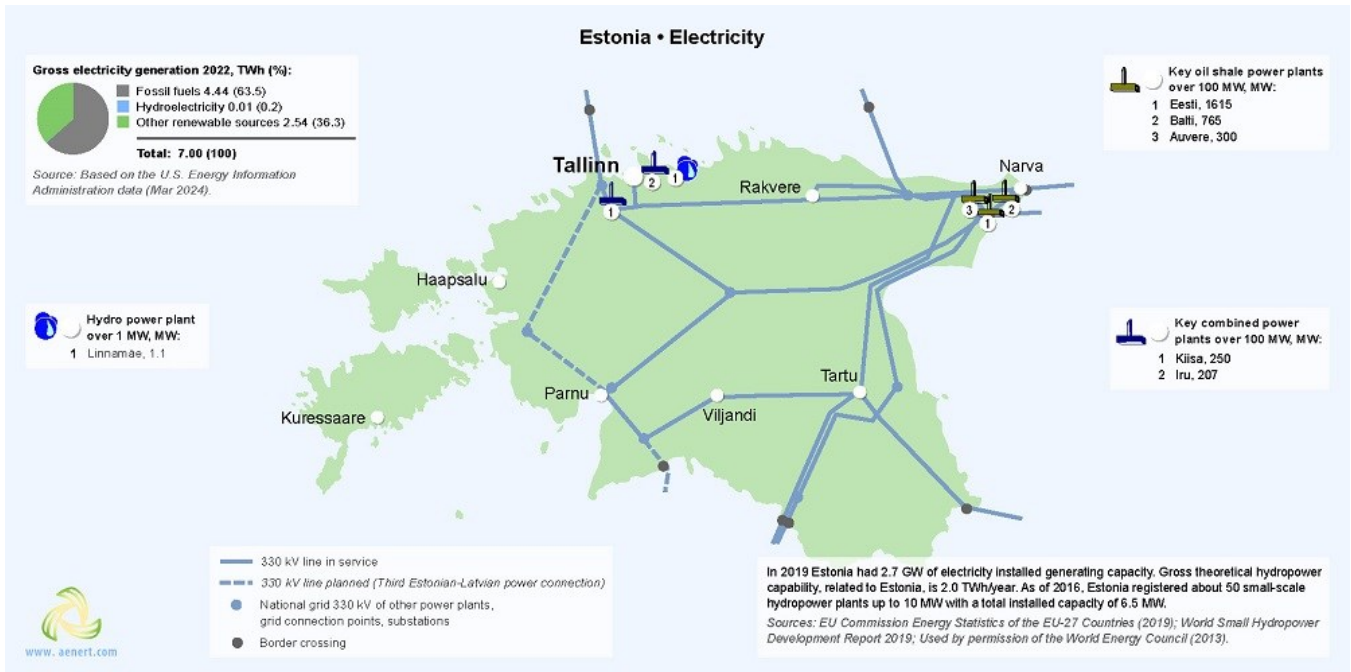 Estonia • Electricity
Gross electricity generation 2022, TWh (%):
Fossil fuels 4.44 (63.5)
Hydroelectricity 0.01 (0.2)
Other renewable sources 2.54 (36.3)
Total: 7.00 (100)
Source: Based on the U.S. Energy Information
Administration data (Mar 2024).
Key oil shale power plants
over 100 MW, MW:
1 Eesti, 1615
2 Balti, 765
3 Auvere, 300
Tallinn
2
1
1
Rakvere
Narva
3
2
1
Haapsalu
Hydro power plant
over 1 MW, MW:
1 Linnamäe, 1.1
Key combined power
plants over 100 MW, MW:
1 Kiisa, 250
2 Iru, 207
Parnu
Viljandi
Tartu
Kuressaare
330 kV line in service
330 kV line planned (Third Estonian-Latvian power connection)
National grid 330 kV of other power plants,
grid connection points, substations
Border crossing
In 2019 Estonia had 2.7 GW of electricity installed generating capacity. Gross theoretical hydropower
capability, related to Estonia, is 2.0 TWh/year. As of 2016, Estonia registered about 50 small-scale
hydropower plants up to 10 MW with a total installed capacity of 6.5 MW.
Sources: EU Commission Energy Statistics of the EU-27 Countries (2019); World Small Hydropower
Development Report 2019; Used by permission of the World Energy Council (2013).
www. aenert.com